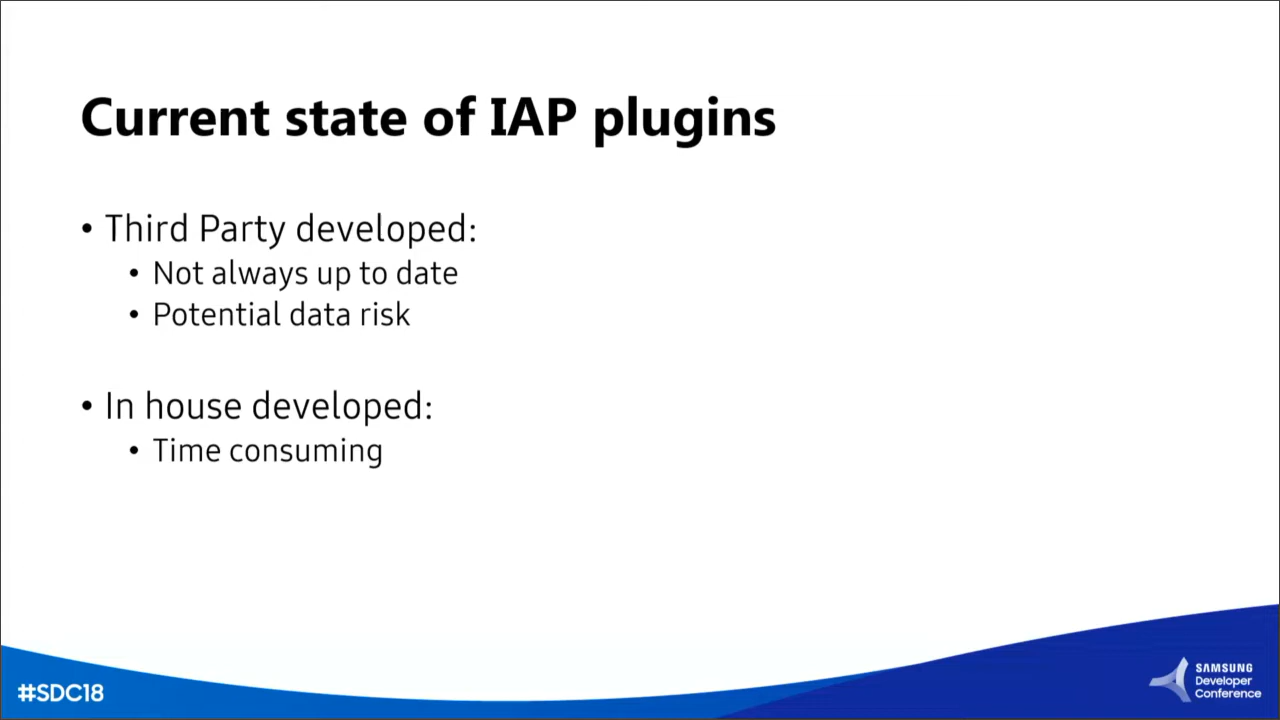 Current state of IAP plugins
• Third Party developed:
• Not always up to date
• Potential data risk
• In house developed:
• Time consuming
#SDC18
SAMSUNG
Developer
Conference